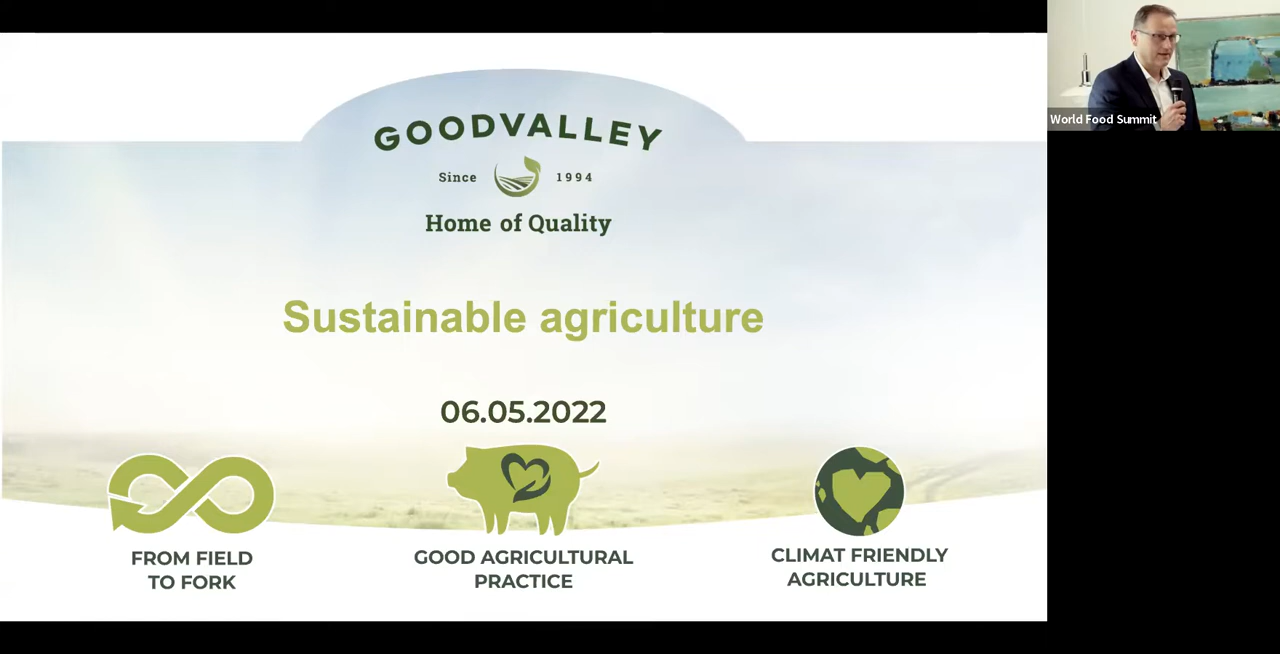 GOODVALLEY
Since 1994
Home of Quality
Sustainable agriculture
06.05.2022
FROM FIELD
TO FORK
GOOD AGRICULTURAL
PRACTICE
CLIMAT FRIENDLY
AGRICULTURE
World Food Summit